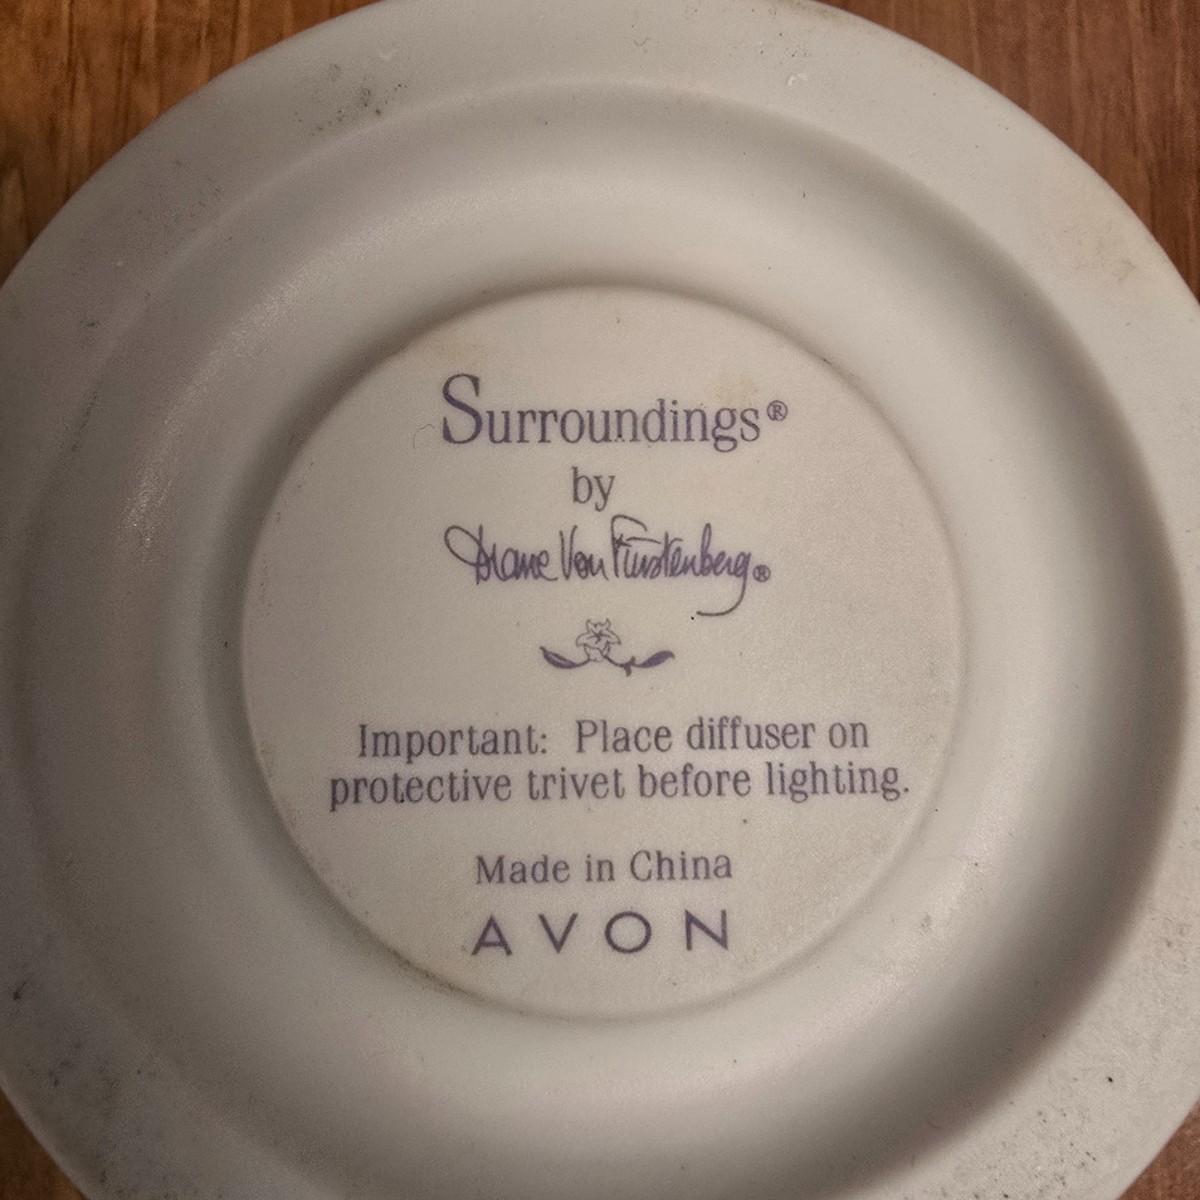 Surroundings®
by
Diane Von Furstenberg®
Important: Place diffuser on
protective trivet before lighting.
Made in China
AVON